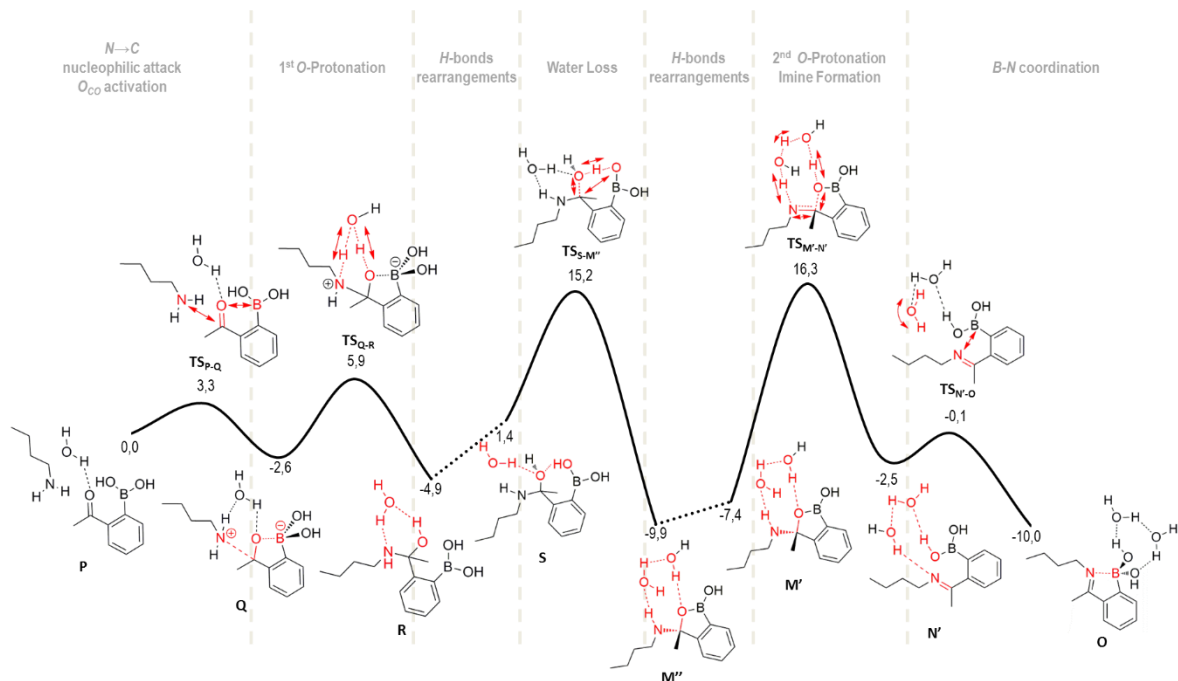 N→C
nucleophilic attack
O_CO activation
1st O-Protonation
H-bonds
rearrangements
Water Loss
H-bonds
rearrangements
2nd O-Protonation
Imine Formation
B-N coordination
TS_P-Q
3,3
TS_Q-R
5,9
TS_S-M''
15,2
TS_M'-N'
16,3
TS_N'-O
-0,1
0,0
-2,6
-4,9
1,4
-9,9
-7,4
-2,5
-10,0
P
Q
R
S
M''
M'
N'
O